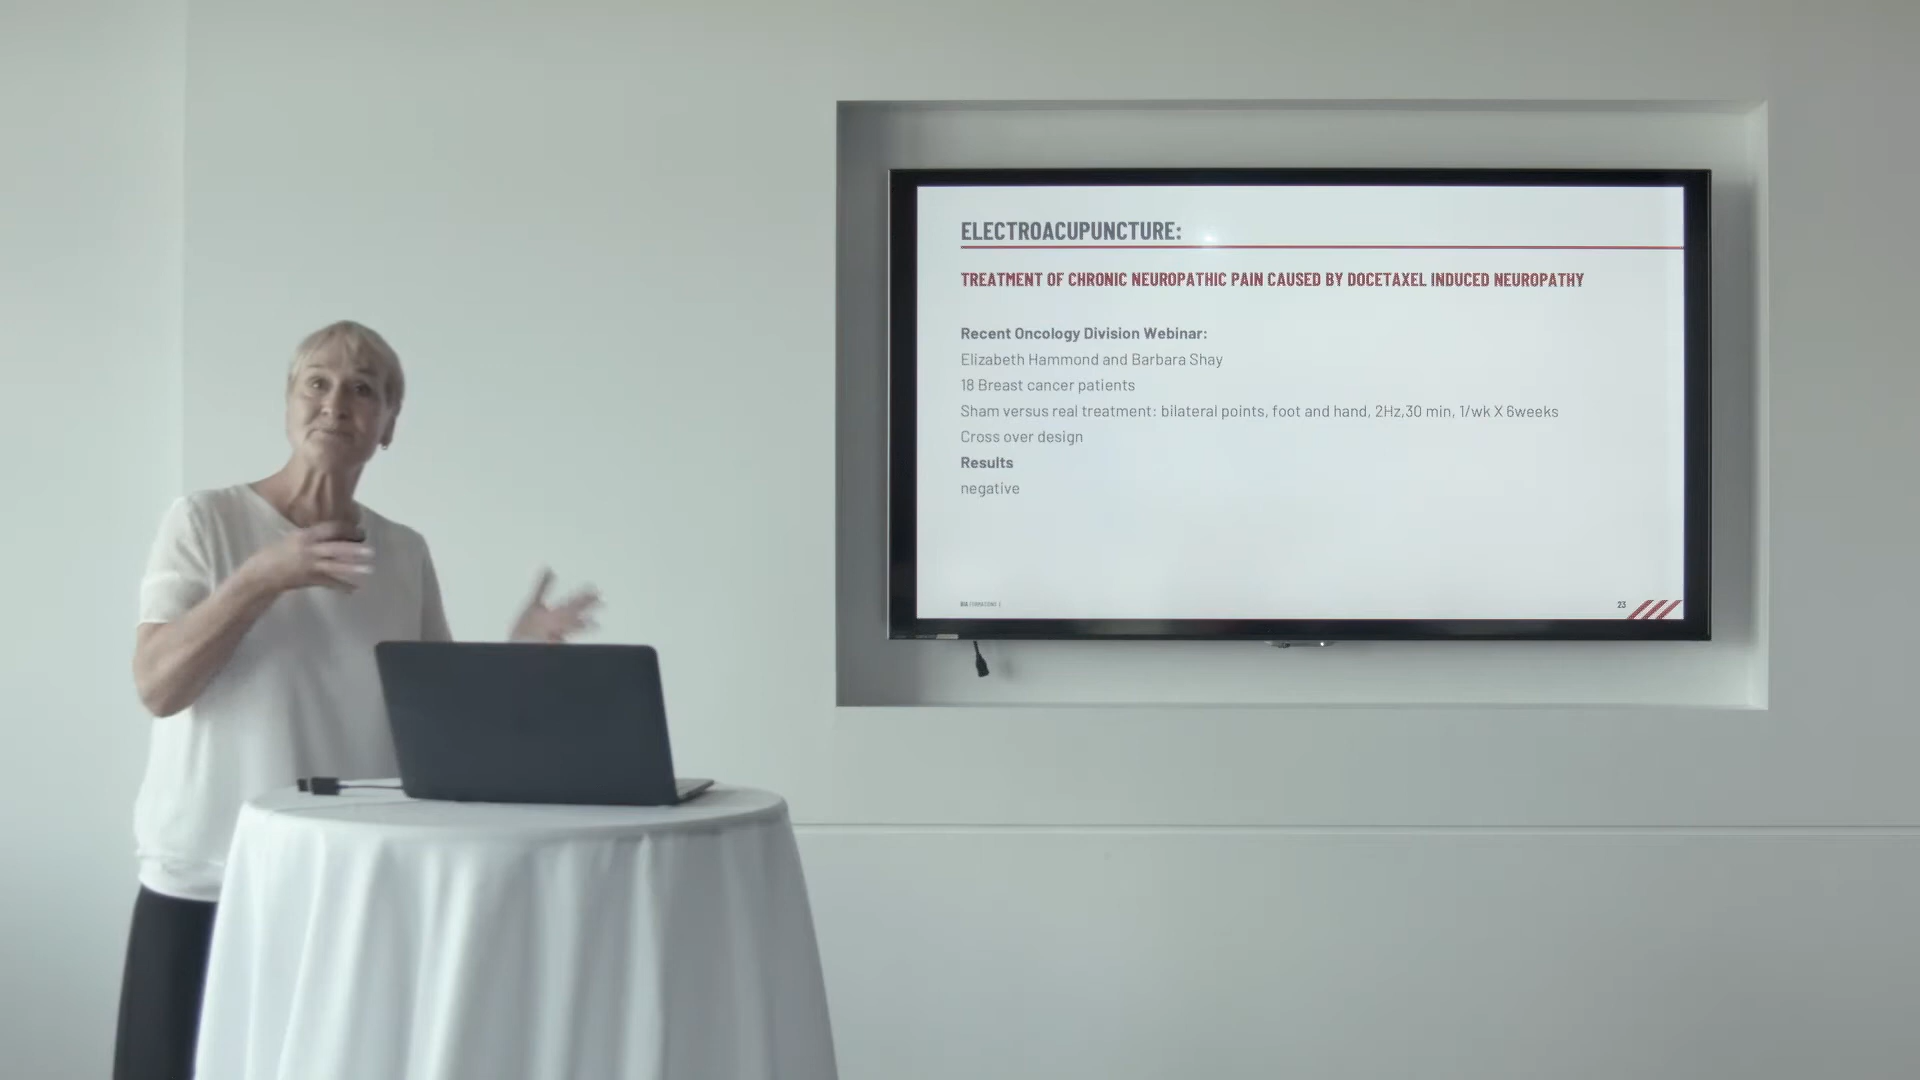 ELECTROACUPUNCTURE:
TREATMENT OF CHRONIC NEUROPATHIC PAIN CAUSED BY DOCETAXEL INDUCED NEUROPATHY
Recent Oncology Division Webinar:
Elizabeth Hammond and Barbara Shay
18 Breast cancer patients
Sham versus real treatment: bilateral points, foot and hand, 2Hz,30 min, 1/wk X 6weeks
Cross over design
Results
negative
23